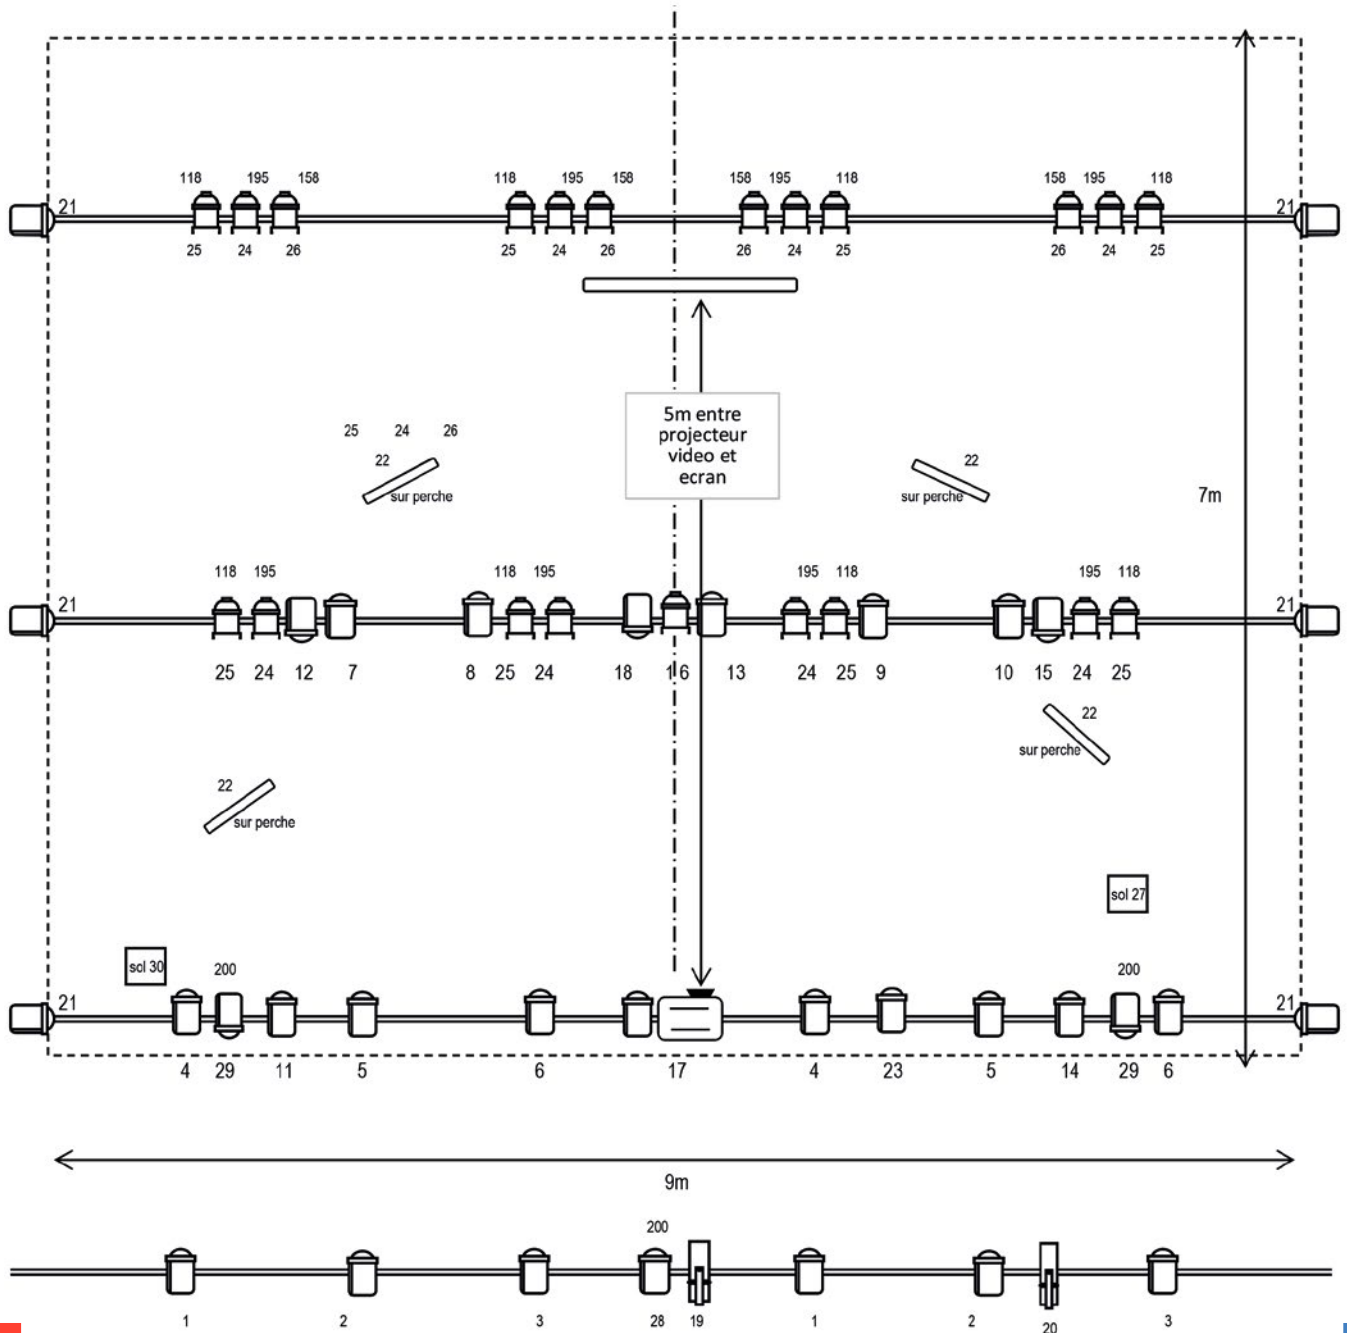 118 195 158 118 195 158 158 195 118 158 195 118
21 21
25 24 26 25 24 26 26 24 25 26 24 25
5m entre
projecteur
video et
ecran
25 24 26
22 22
sur perche sur perche
7m
118 195 118 195 195 118 195 118
21 21
25 24 12 7 8 25 24 18 16 13 24 25 9 10 15 24 25
22
sur perche
22
sur perche
sol 27
sol 30
200 200
21 21
4 29 11 5 6 17 4 23 5 14 29 6
9m
200
1 2 3 28 19 1 2 20 3